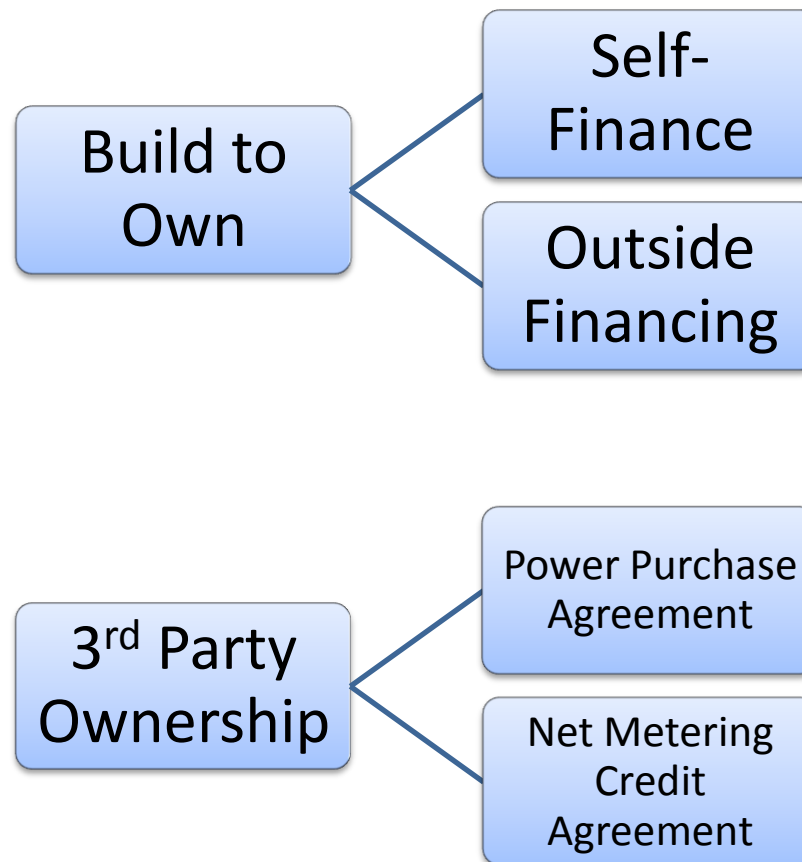 Build to
Own
Self-
Finance
Outside
Financing
3rd Party
Ownership
Power Purchase
Agreement
Net Metering
Credit
Agreement